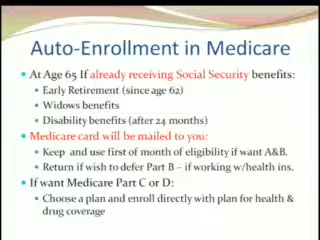 Auto-Enrollment in Medicare
At Age 65 If already receiving Social Security benefits:
Early Retirement (since age 62)
Widows benefits
Disability benefits (after 24 months)
Medicare card will be mailed to you:
Keep and use first of month of eligibility if want A&B.
Return if wish to defer Part B – if working w/health ins.
If want Medicare Part C or D:
Choose a plan and enroll directly with plan for health &
drug coverage